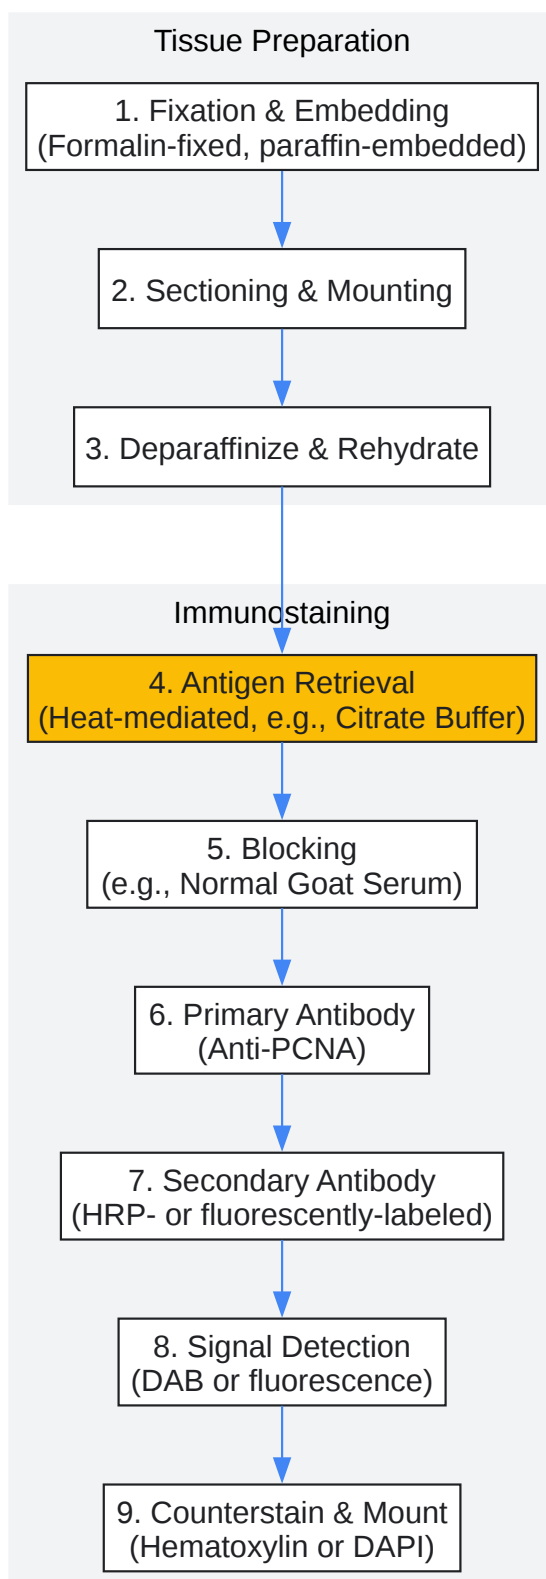 Tissue Preparation
1. Fixation & Embedding
(Formalin-fixed, paraffin-embedded)
2. Sectioning & Mounting
3. Deparaffinize & Rehydrate
Immunostaining
4. Antigen Retrieval
(Heat-mediated, e.g., Citrate Buffer)
5. Blocking
(e.g., Normal Goat Serum)
6. Primary Antibody
(Anti-PCNA)
7. Secondary Antibody
(HRP- or fluorescently-labeled)
8. Signal Detection
(DAB or fluorescence)
9. Counterstain & Mount
(Hematoxylin or DAPI)